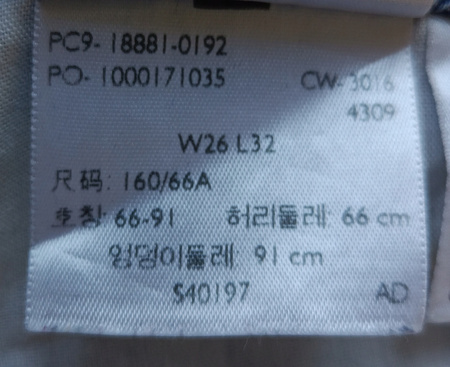 PC9- 18881-0192
PO- 1000171035 CW- 3016
4309
W26 L32
尺 码: 160/66A
호칭: 66-91 허리둘레: 66 cm
엉덩이둘레: 91 cm
S40197 AD